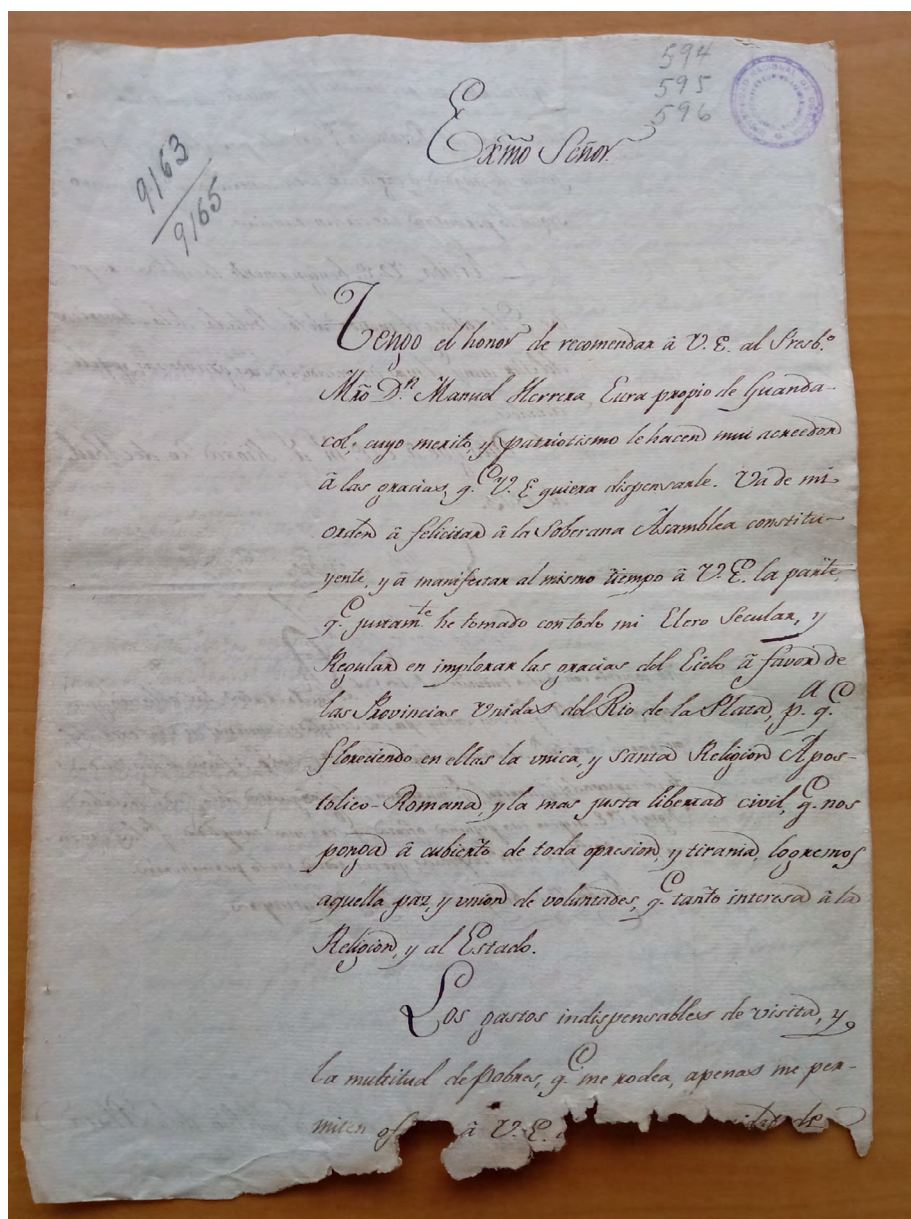 594
595
596
9163
9165
Exmõ Señor.
Tengo el honor de recomendar â V. E. al Presb.º
Mrõ D.n Manuel Herrera, Cura propio de Guanda-
col, cuyo merito, y patriotismo le hacen mui acreedor
â las gracias, q.e V. E. quiera dispensarle. Va de mi
orden â felicitar â la Soberana Asamblea constitu-
yente, y â manifestar al mismo tiempo â V. E. la parte,
q.e juntam.te he tomado con todo mi Clero Secular, y
Regular en implorar las gracias del Cielo â favor de
las Provincias Unidas del Rio de la Plata, p.a q.e
floreciendo en ellas la unica, y Santa Religion Apos-
tolico-Romana, y la mas justa libertad civil, q.e nos
ponga â cubierto de toda opresion, y tirania, logremos
aquella paz, y union de voluntades, q.e tanto interesa â la
Religion, y al Estado.
Los gastos indispensables de visita, y
la multitud de Pobres, q.e me rodea, apenas me per-
miten â V. E. de